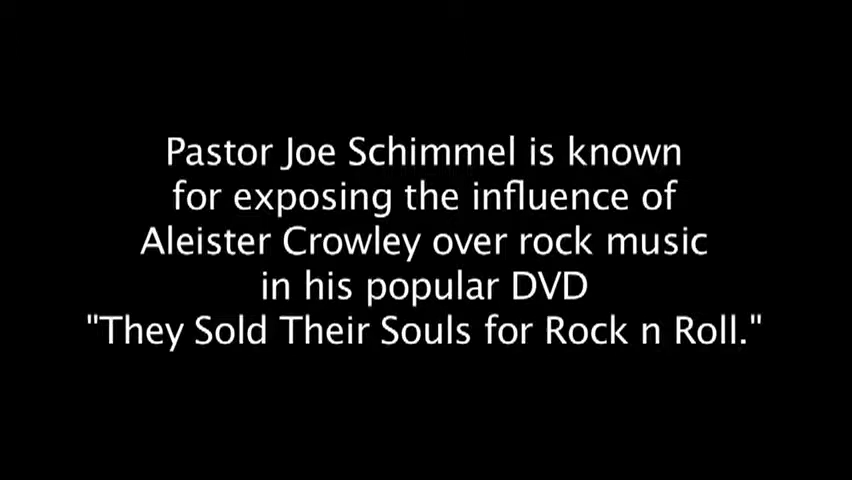 Pastor Joe Schimmel is known
for exposing the influence of
Aleister Crowley over rock music
in his popular DVD
"They Sold Their Souls for Rock n Roll."